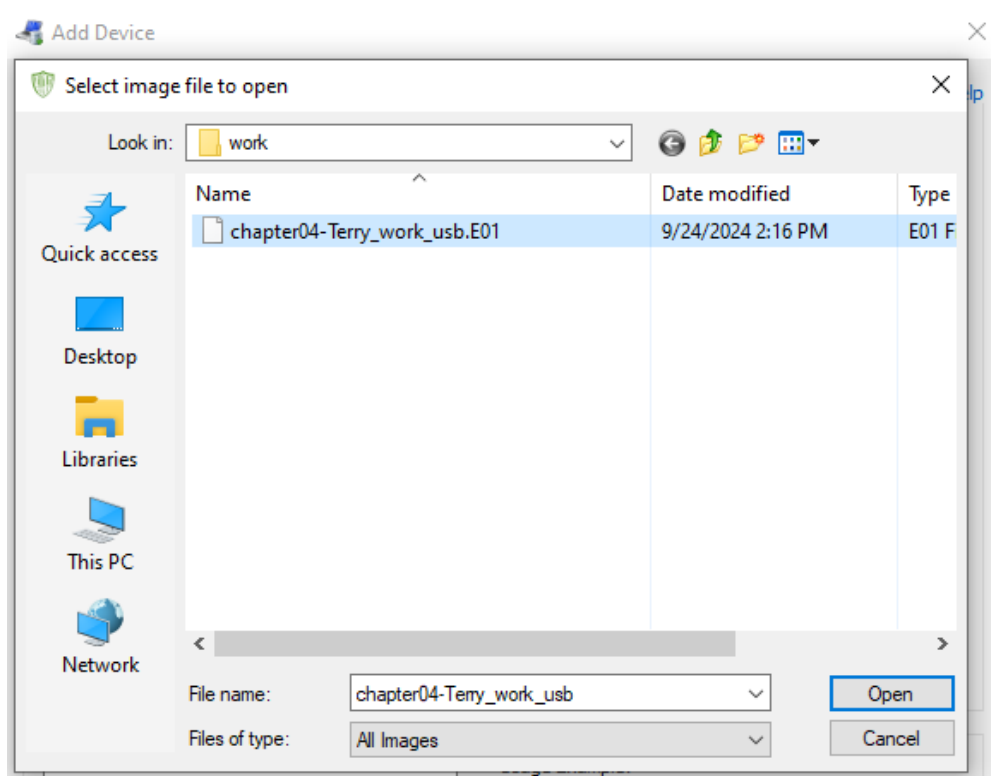 Add Device
Select image file to open
lp
Look in: work
Name Date modified Type
chapter04-Terry_work_usb.E01 9/24/2024 2:16 PM E01 F
Quick access
Desktop
Libraries
This PC
Network
File name: chapter04-Terry_work_usb Open
Files of type: All Images Cancel